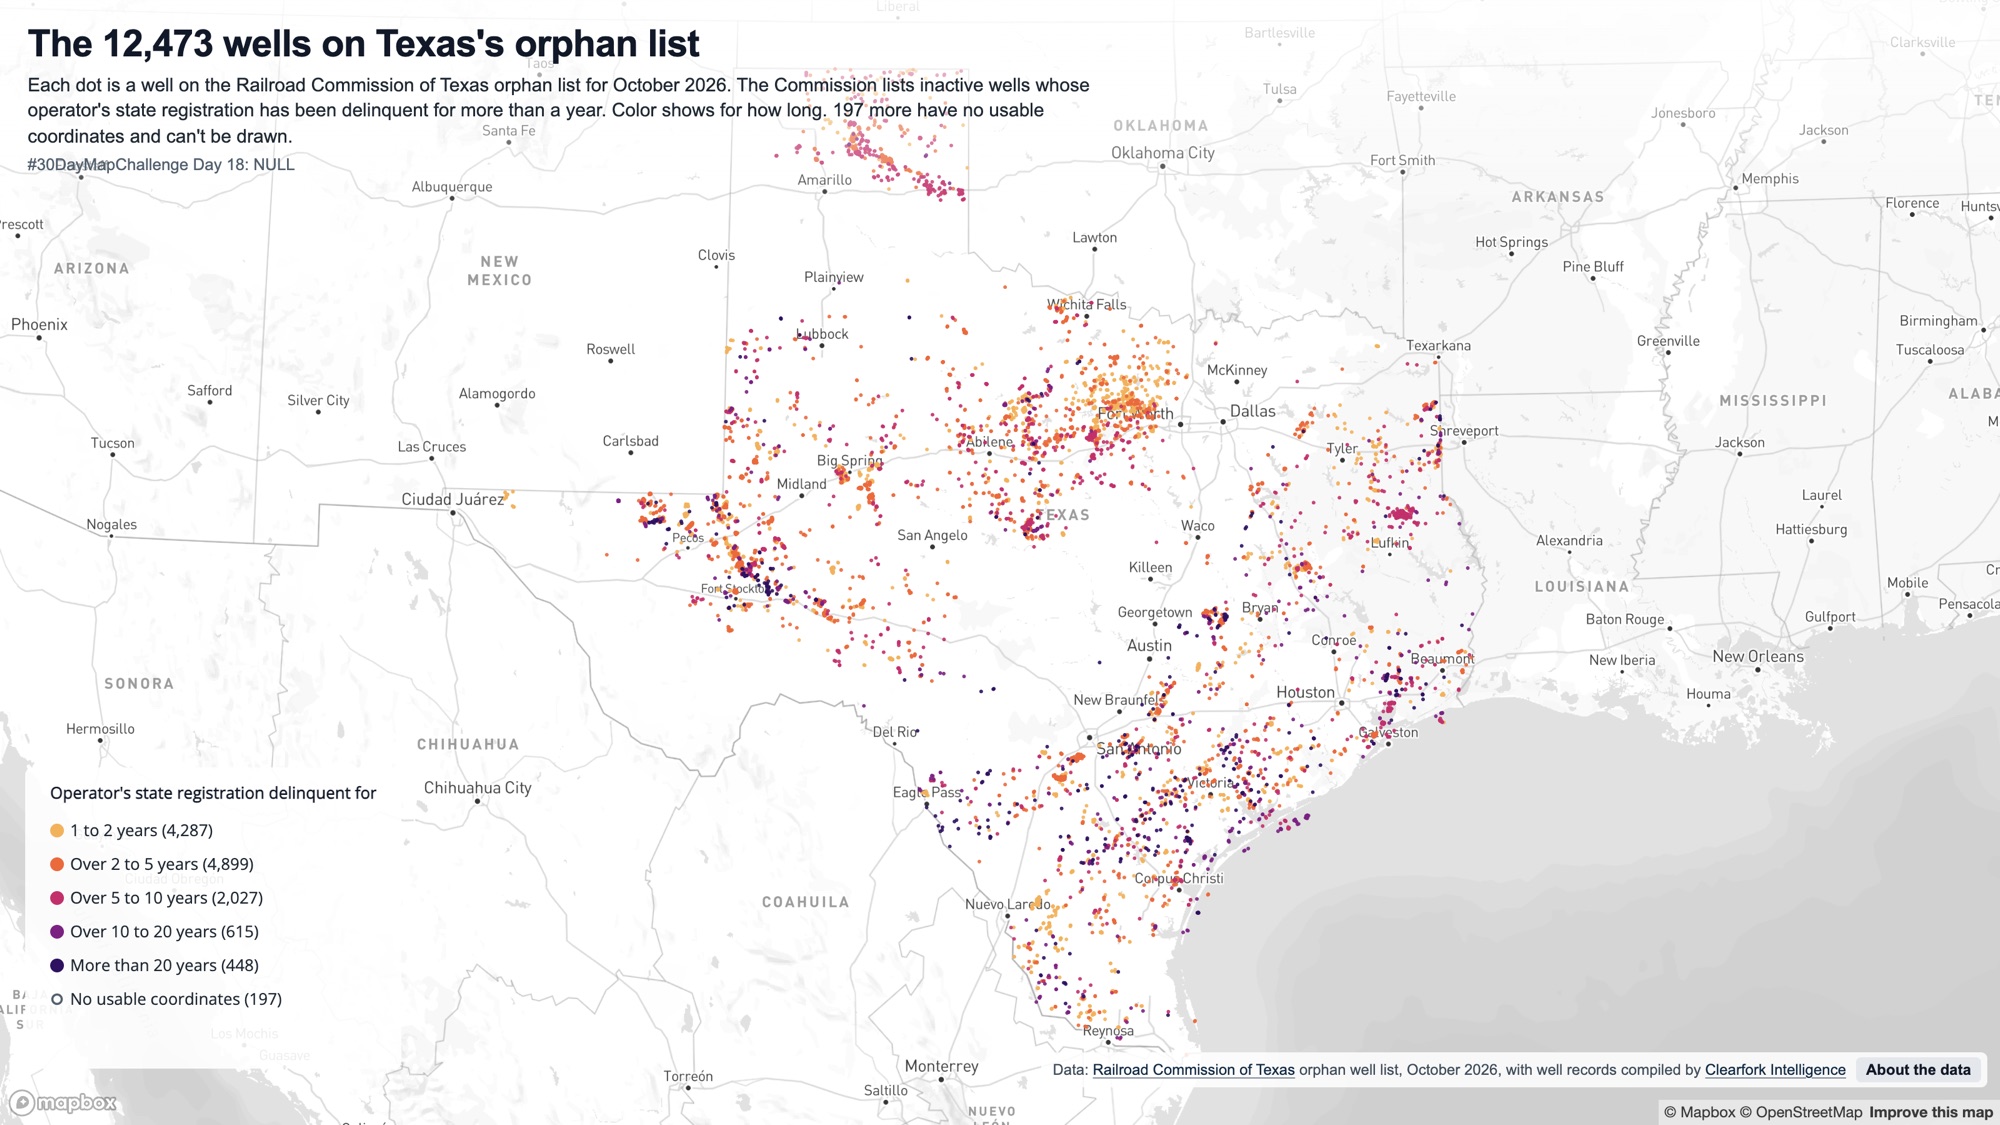 The 12,473 wells on Texas's orphan list
Each dot is a well on the Railroad Commission of Texas orphan list for October 2026. The Commission lists inactive wells whose
operator's state registration has been delinquent for more than a year. Color shows for how long. 197 more have no usable
coordinates and can't be drawn.
#30DayMapChallenge Day 18: NULL
Liberal
Bartlesville
Clarksville
Taos
Tulsa
Fayetteville
Jonesboro
Jackson
Santa Fe
OKLAHOMA
Oklahoma City
Fort Smith
Memphis
Albuquerque
Amarillo
ARKANSAS
Florence
Lawton
Hot Springs
Pine Bluff
ARIZONA
NEW
MEXICO
Clovis
Plainview
Phoenix
Wichita Falls
Lubbock
Birmingham
Roswell
Texarkana
Greenville
Tuscaloosa
Safford
Silver City
Alamogordo
McKinney
MISSISSIPPI
Dallas
Tucson
Las Cruces
Carlsbad
Abilene
Big Spring
Midland
Tyler
Shreveport
Jackson
Ciudad Juárez
Nogales
Pecos
San Angelo
TEXAS
Waco
Lufkin
Alexandria
Laurel
Hattiesburg
Killeen
LOUISIANA
Mobile
Georgetown
Bryan
Baton Rouge
Gulfport
Austin
Conroe
Beaumont
New Iberia
New Orleans
SONORA
New Braunfels
Houston
Houma
Hermosillo
CHIHUAHUA
Del Rio
San Antonio
Galveston
Chihuahua City
Eagle Pass
Victoria
Operator's state registration delinquent for
1 to 2 years (4,287)
Over 2 to 5 years (4,899)
Ciudad Obregón
Over 5 to 10 years (2,027)
Over 10 to 20 years (615)
More than 20 years (448)
No usable coordinates (197)
COAHUILA
Nuevo Laredo
Corpus Christi
Los Mochis
Guasave
Reynosa
Torreón
Monterrey
Saltillo
NUEVO
LEÓN
Data: Railroad Commission of Texas orphan well list, October 2026, with well records compiled by Clearfork Intelligence
About the data
mapbox
© Mapbox © OpenStreetMap Improve this map